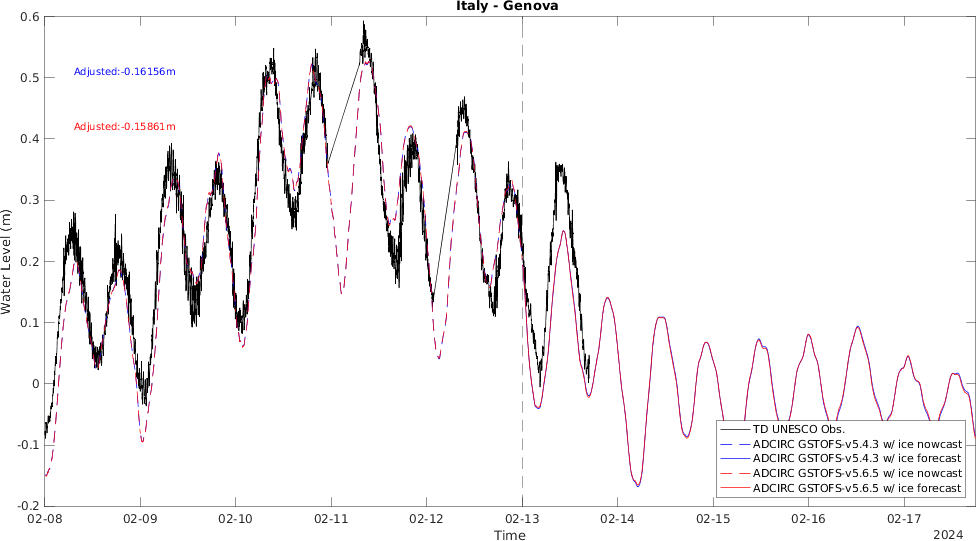 Italy - Genova
0.6
0.5
0.4
0.3
0.2
0.1
0
-0.1
-0.2
Water Level (m)
Adjusted:-0.16156m
Adjusted:-0.15861m
TD UNESCO Obs.
ADCIRC GSTOFS-v5.4.3 w/ ice nowcast
ADCIRC GSTOFS-v5.4.3 w/ ice forecast
ADCIRC GSTOFS-v5.6.5 w/ ice nowcast
ADCIRC GSTOFS-v5.6.5 w/ ice forecast
02-08 02-09 02-10 02-11 02-12 02-13 02-14 02-15 02-16 02-17
Time
2024